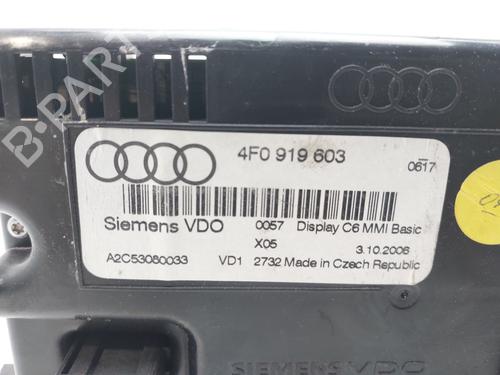 B-PARTS
4F0 919 603
0617
Siemens VDO 0057 Display C6 MMI Basic
X05 3.10.2006
A2C53080033 VD1 2732 Made in Czech Republic
SIEMENS VDO